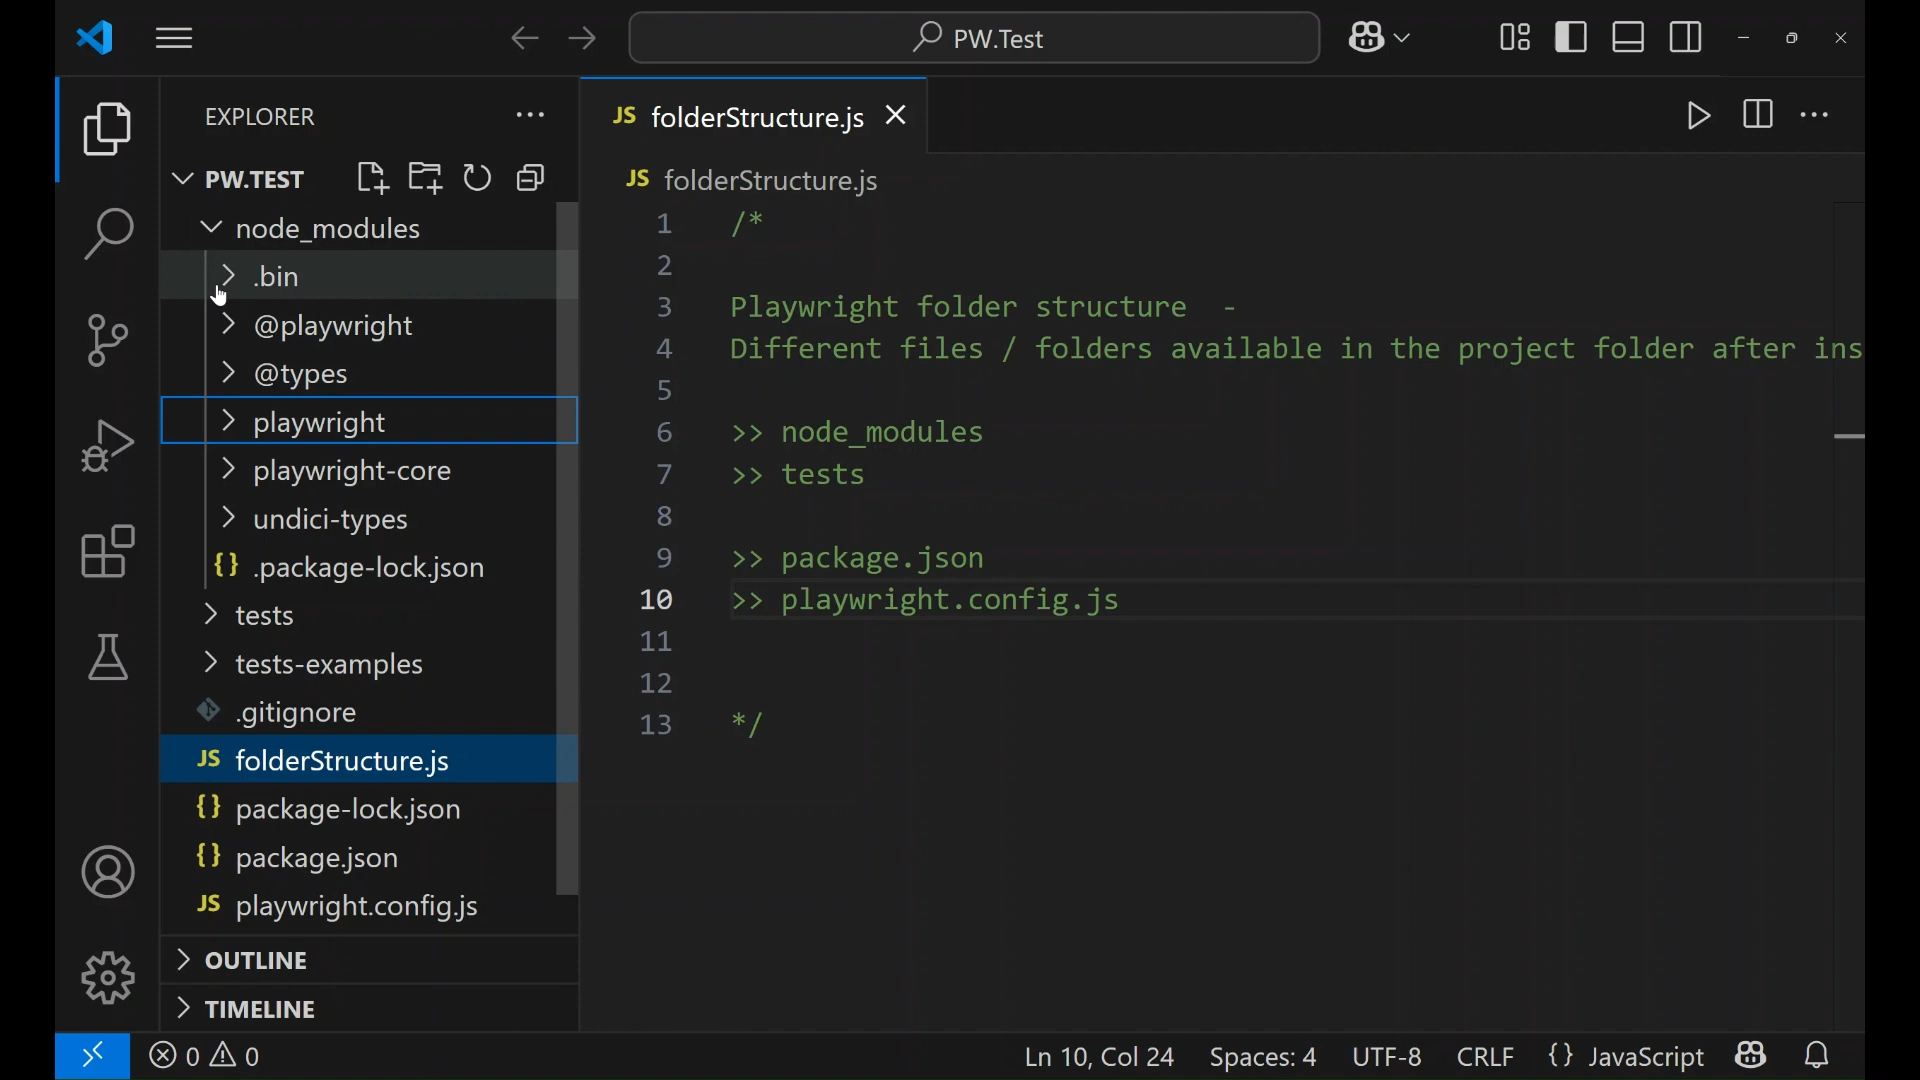 PW.Test
EXPLORER
PW.TEST
node_modules
.bin
@playwright
@types
playwright
playwright-core
undici-types
{} .package-lock.json
tests
tests-examples
.gitignore
JS folderStructure.js
{} package-lock.json
{} package.json
JS playwright.config.js
OUTLINE
TIMELINE
JS folderStructure.js
JS folderStructure.js
1 /*
2
3 Playwright folder structure -
4 Different files / folders available in the project folder after ins
5
6 >> node_modules
7 >> tests
8
9 >> package.json
10 >> playwright.config.js
11
12
13 */
0 0
Ln 10, Col 24 Spaces: 4 UTF-8 CRLF {} JavaScript